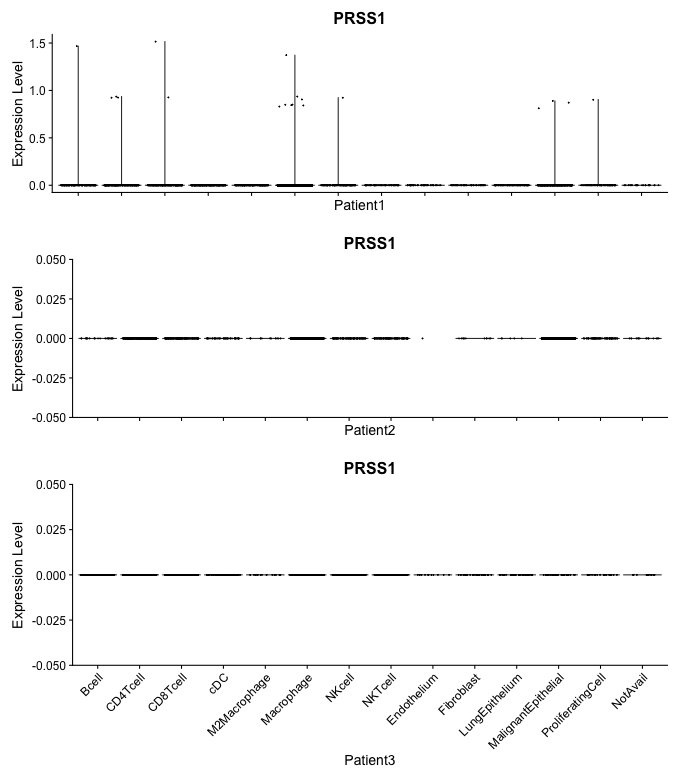 PRSS1
Expression Level
1.5
1.0
0.5
0.0
Patient1
PRSS1
Expression Level
0.050
0.025
0.000
-0.025
-0.050
Patient2
PRSS1
Expression Level
0.050
0.025
0.000
-0.025
-0.050
Bcell
CD4Tcell
CD8Tcell
cDC
M2Macrophage
Macrophage
NKcell
NKTcell
Endothelium
Fibroblast
LungEpithelium
MalignantEpithelial
ProliferatingCell
NotAvail
Patient3